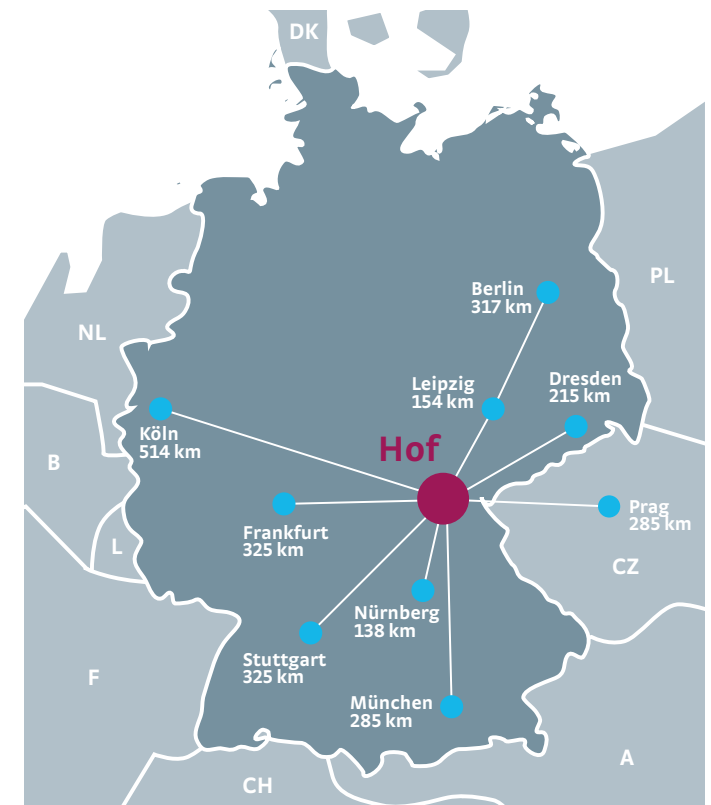 DK
PL
Berlin
317 km
NL
Leipzig
154 km
Dresden
215 km
Köln
514 km
Hof
B
Prag
285 km
Frankfurt
325 km
L
CZ
Nürnberg
138 km
Stuttgart
325 km
F
München
285 km
A
CH